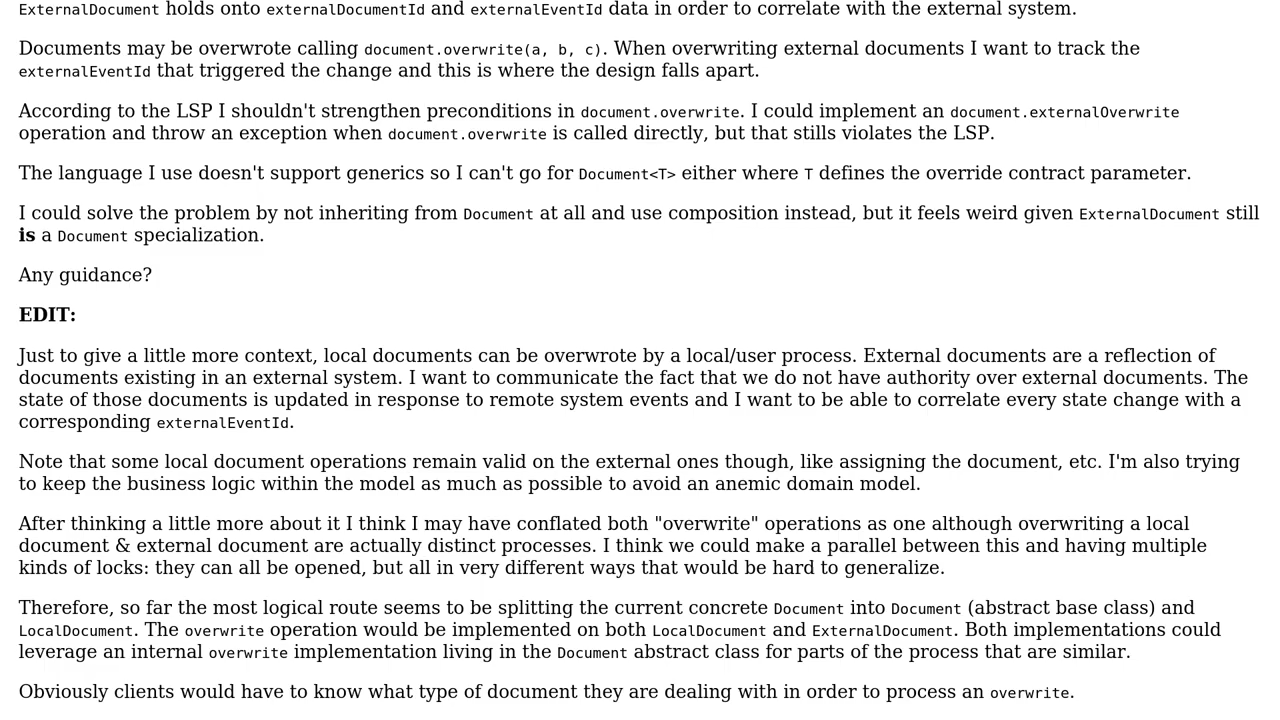 ExternalDocument holds onto externalDocumentId and externalEventId data in order to correlate with the external system.
Documents may be overwrote calling document.overwrite(a, b, c). When overwriting external documents I want to track the
externalEventId that triggered the change and this is where the design falls apart.
According to the LSP I shouldn't strengthen preconditions in document.overwrite. I could implement an document.externalOverwrite
operation and throw an exception when document.overwrite is called directly, but that stills violates the LSP.
The language I use doesn't support generics so I can't go for Document<T> either where T defines the override contract parameter.
I could solve the problem by not inheriting from Document at all and use composition instead, but it feels weird given ExternalDocument still
is a Document specialization.
Any guidance?
EDIT:
Just to give a little more context, local documents can be overwrote by a local/user process. External documents are a reflection of
documents existing in an external system. I want to communicate the fact that we do not have authority over external documents. The
state of those documents is updated in response to remote system events and I want to be able to correlate every state change with a
corresponding externalEventId.
Note that some local document operations remain valid on the external ones though, like assigning the document, etc. I'm also trying
to keep the business logic within the model as much as possible to avoid an anemic domain model.
After thinking a little more about it I think I may have conflated both "overwrite" operations as one although overwriting a local
document & external document are actually distinct processes. I think we could make a parallel between this and having multiple
kinds of locks: they can all be opened, but all in very different ways that would be hard to generalize.
Therefore, so far the most logical route seems to be splitting the current concrete Document into Document (abstract base class) and
LocalDocument. The overwrite operation would be implemented on both LocalDocument and ExternalDocument. Both implementations could
leverage an internal overwrite implementation living in the Document abstract class for parts of the process that are similar.
Obviously clients would have to know what type of document they are dealing with in order to process an overwrite.